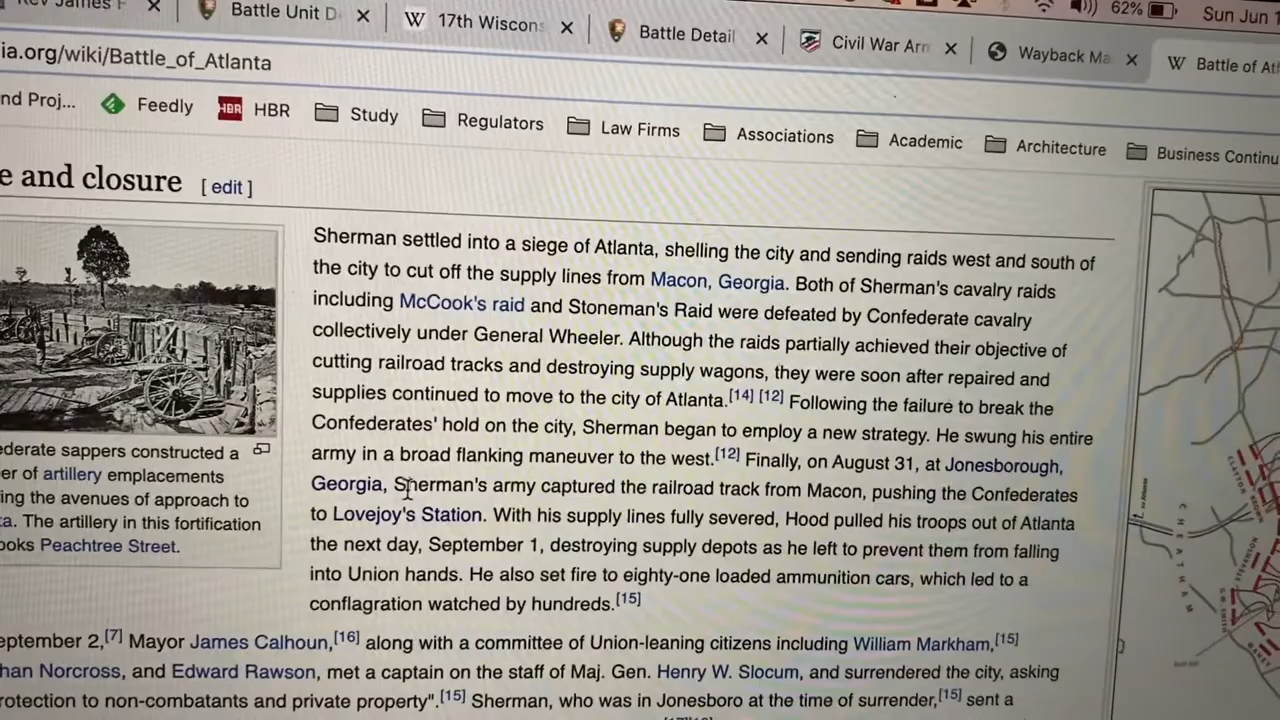 Rev James F
Battle Unit D
17th Wiscons
Battle Detail
Civil War Arm
Wayback Ma
Battle of Atl
62%
Sun Jun 1
ia.org/wiki/Battle_of_Atlanta
nd Proj...
Feedly
HBR HBR
Study
Regulators
Law Firms
Associations
Academic
Architecture
Business Continu
e and closure [ edit ]
Sherman settled into a siege of Atlanta, shelling the city and sending raids west and south of
the city to cut off the supply lines from Macon, Georgia. Both of Sherman's cavalry raids
including McCook's raid and Stoneman's Raid were defeated by Confederate cavalry
collectively under General Wheeler. Although the raids partially achieved their objective of
cutting railroad tracks and destroying supply wagons, they were soon after repaired and
supplies continued to move to the city of Atlanta.[14] [12] Following the failure to break the
Confederates' hold on the city, Sherman began to employ a new strategy. He swung his entire
army in a broad flanking maneuver to the west.[12] Finally, on August 31, at Jonesborough,
Georgia, Sherman's army captured the railroad track from Macon, pushing the Confederates
to Lovejoy's Station. With his supply lines fully severed, Hood pulled his troops out of Atlanta
the next day, September 1, destroying supply depots as he left to prevent them from falling
into Union hands. He also set fire to eighty-one loaded ammunition cars, which led to a
conflagration watched by hundreds.[15]
ederate sappers constructed a
er of artillery emplacements
ing the avenues of approach to
ta. The artillery in this fortification
ooks Peachtree Street.
eptember 2,[7] Mayor James Calhoun,[16] along with a committee of Union-leaning citizens including William Markham,[15]
han Norcross, and Edward Rawson, met a captain on the staff of Maj. Gen. Henry W. Slocum, and surrendered the city, asking
rotection to non-combatants and private property".[15] Sherman, who was in Jonesboro at the time of surrender,[15] sent a
CHEATHAM
CLAYTON
BROWN